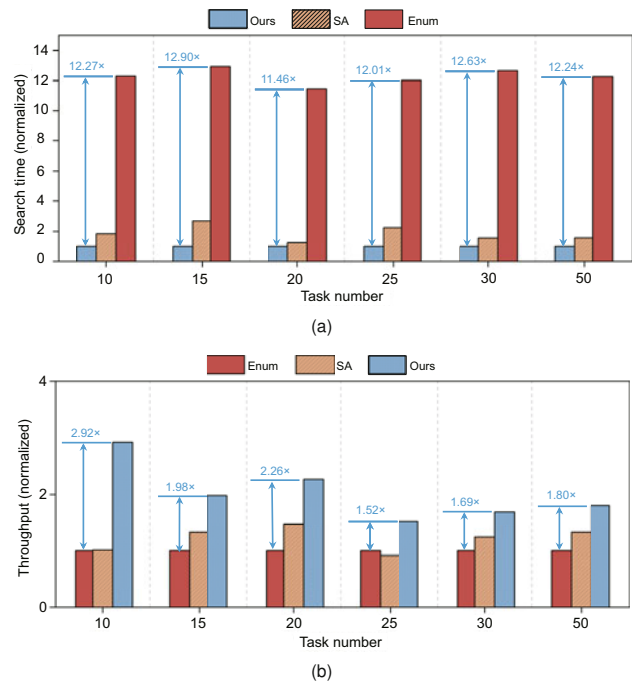 Ours SA Enum
Search time (normalized)
14
12
10
8
6
4
2
0
12.27×
12.90×
11.46×
12.01×
12.63×
12.24×
10 15 20 25 30 50
Task number
(a)
Enum SA Ours
Throughput (normalized)
4
2
0
2.92×
1.98×
2.26×
1.52×
1.69×
1.80×
10 15 20 25 30 50
Task number
(b)